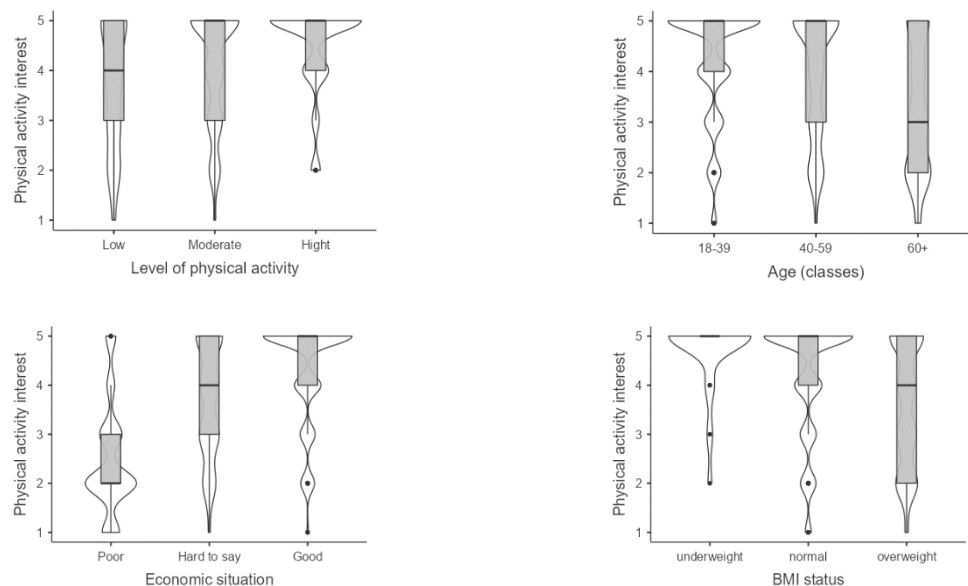 Physical activity interest
5
4
3
2
1
Low Moderate Hight
Level of physical activity
Physical activity interest
5
4
3
2
1
18-39 40-59 60+
Age (classes)
Physical activity interest
5
4
3
2
1
Poor Hard to say Good
Economic situation
Physical activity interest
5
4
3
2
1
underweight normal overweight
BMI status